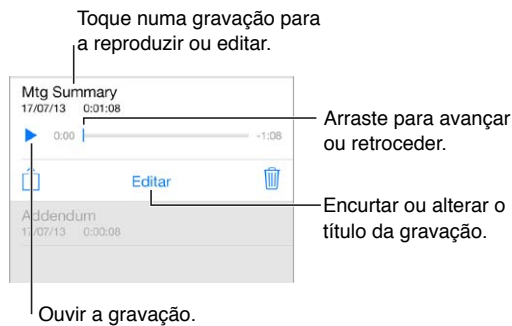 Toque numa gravação para
a reproduzir ou editar.
Mtg Summary
17/07/13 0:01:08
0:00 -1:08
Arraste para avançar
ou retroceder.
Editar
Encurtar ou alterar o
título da gravação.
Addendum
17/07/13 0:00:08
Ouvir a gravação.